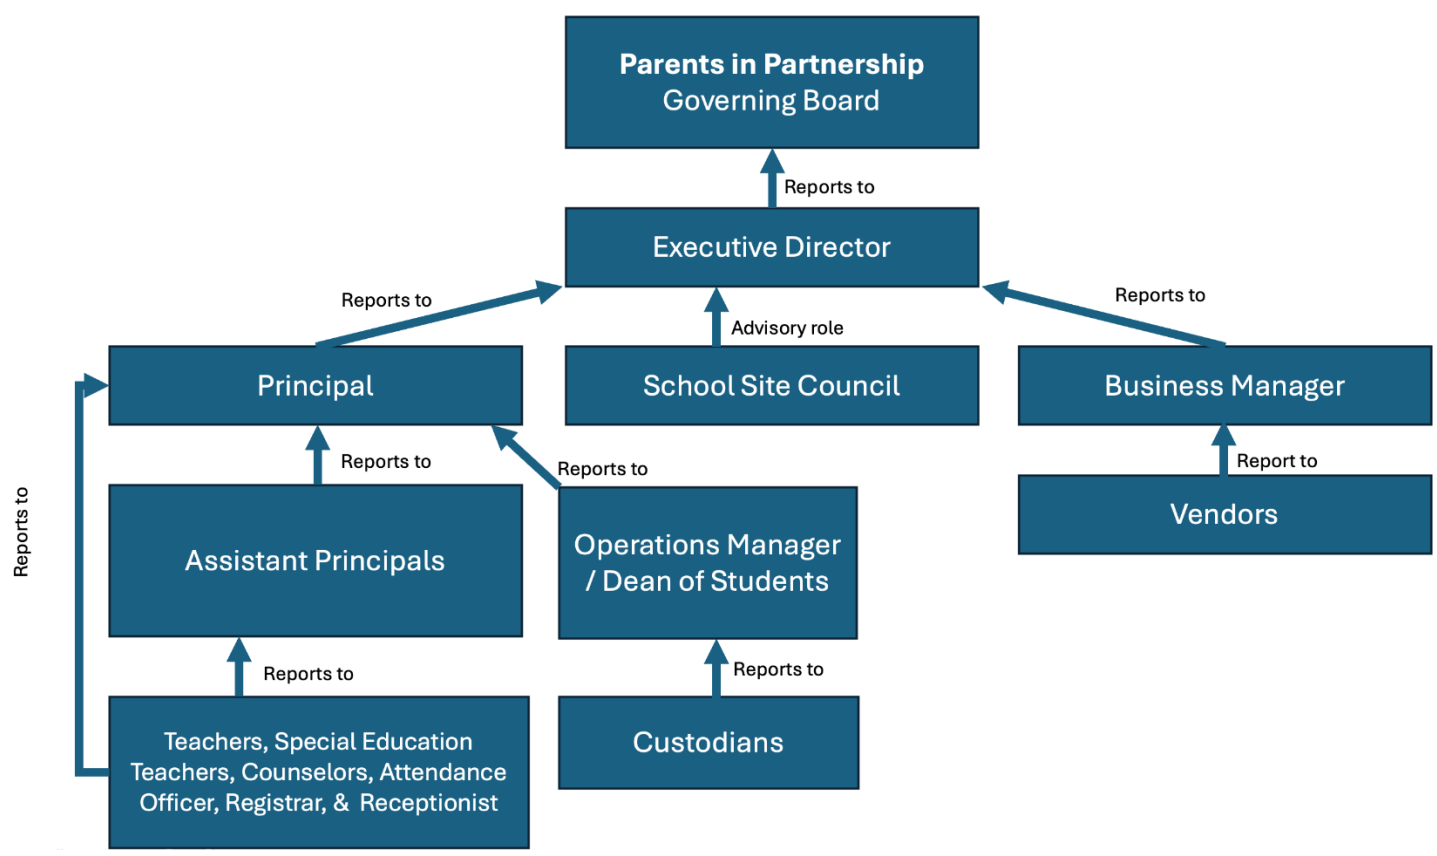 Parents in Partnership
Governing Board
Reports to
Executive Director
Reports to
Advisory role
Reports to
Principal
School Site Council
Business Manager
Reports to
Reports to
Report to
Reports to
Assistant Principals
Operations Manager
/ Dean of Students
Vendors
Reports to
Reports to
Teachers, Special Education
Teachers, Counselors, Attendance
Officer, Registrar, & Receptionist
Custodians